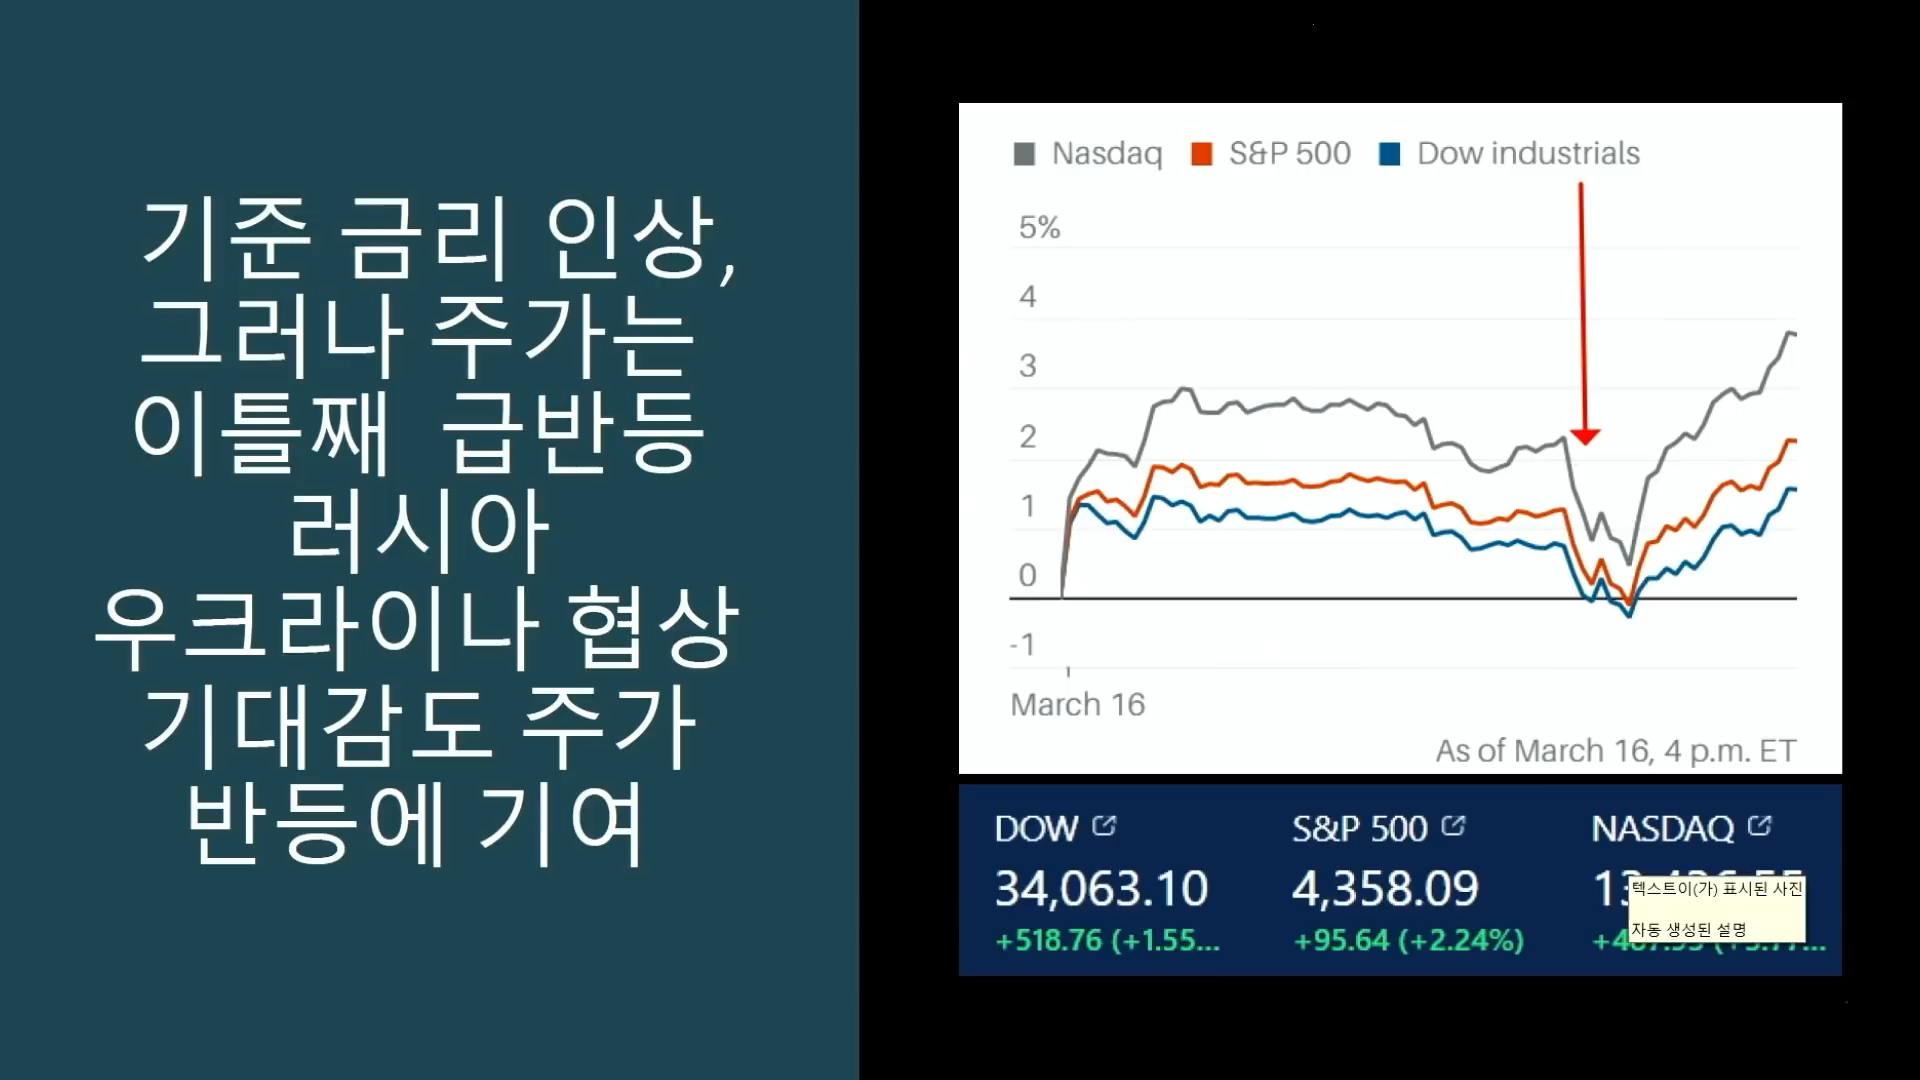 기준 금리 인상,
그러나 주가는
이틀째 급반등
러시아
우크라이나 협상
기대감도 주가
반등에 기여
Nasdaq S&P 500 Dow industrials
5%
4
3
2
1
0
-1
March 16
As of March 16, 4 p.m. ET
DOW S&P 500 NASDAQ
34,063.10 4,358.09
+518.76 (+1.55... +95.64 (+2.24%)
텍스트이(가) 표시된 사진
자동 생성된 설명